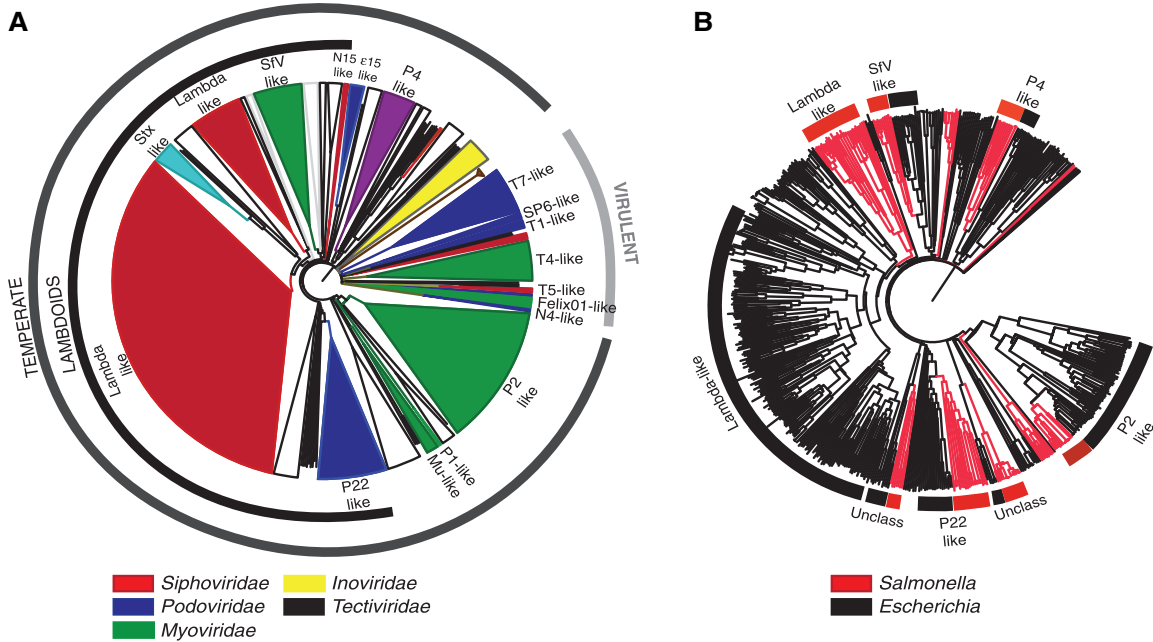 A
B
N15 ε15
like like
P4
like
SfV
like
Lambda
like
Stx
like
T7-like
SP6-like
T1-like
T4-like
T5-like
Felix01-like
N4-like
VIRULENT
TEMPERATE
LAMBDOIDS
Lambda
like
P2
like
P1-like
Mu-like
P22
like
Siphoviridae
Inoviridae
Podoviridae
Tectiviridae
Myoviridae
Lambda
like
SfV
like
P4
like
Lambda-like
P2
like
Unclass
P22
like
Unclass
Salmonella
Escherichia